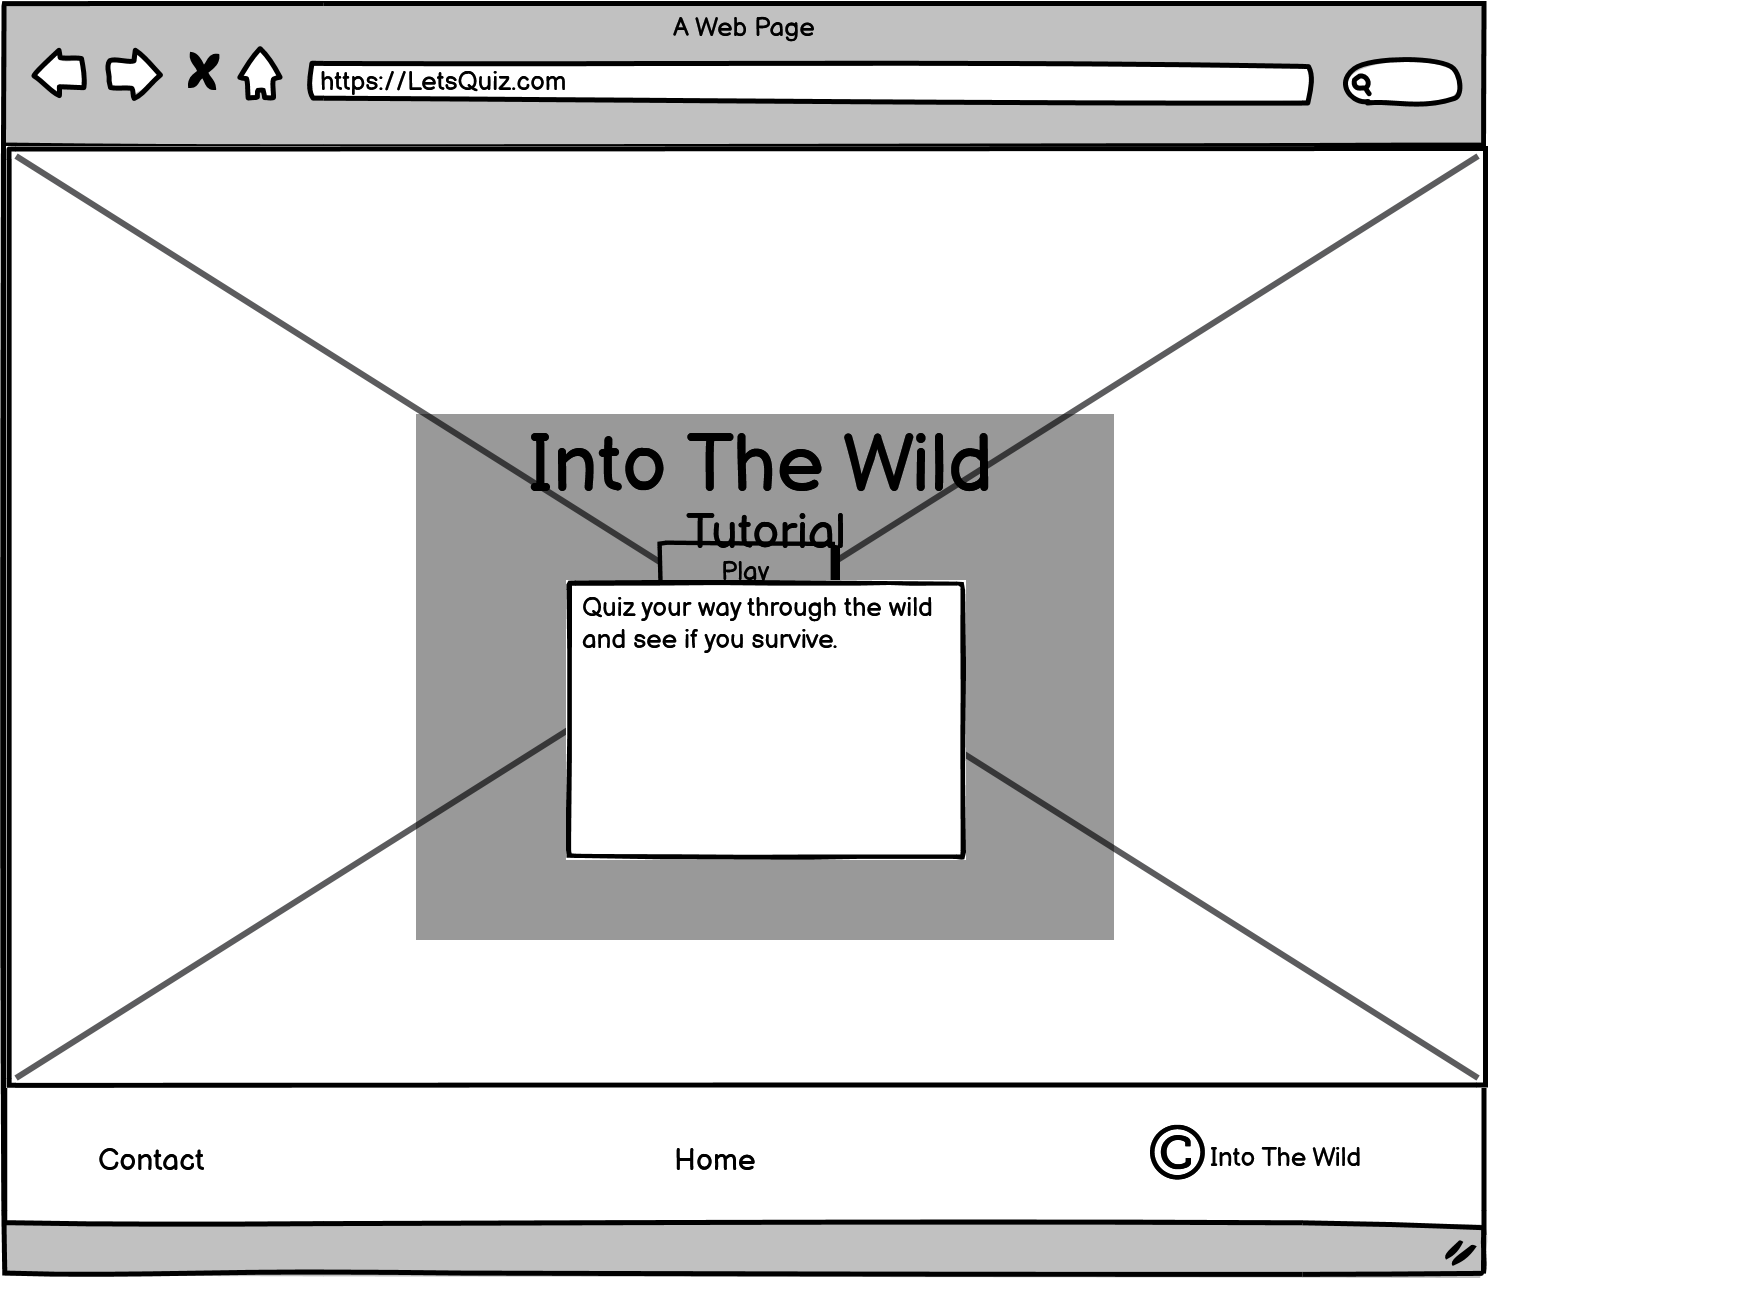 A Web Page
https://LetsQuiz.com
Into The Wild
Tutorial
Play
Quiz your way through the wild
and see if you survive.
Contact
Home
© Into The Wild